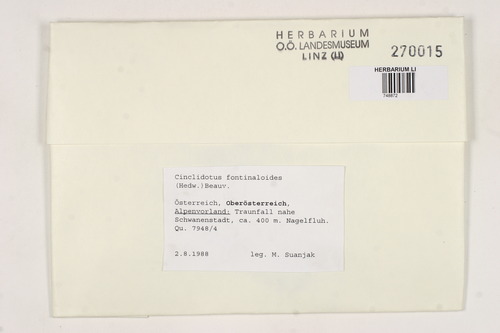 HERBARIUM
O.Ö. LANDESMUSEUM
LINZ (LI)
270015
HERBARIUM LI
748872
Cinclidotus fontinaloides
(Hedw.)Beauv.
Österreich, Oberösterreich,
Alpenvorland: Traunfall nahe
Schwanenstadt, ca. 400 m. Nagelfluh.
Qu. 7948/4
2.8.1988 leg. M. Suanjak